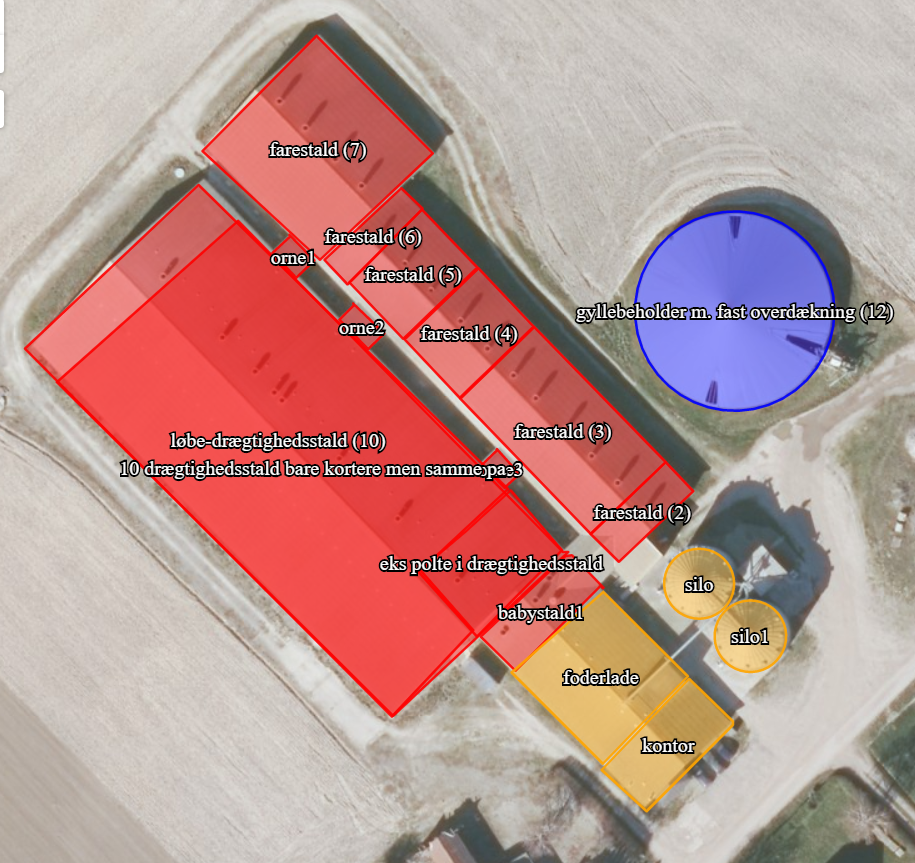 farestald (7)
farestald (6)
orne1
farestald (5)
gyllebeholder m. fast overdækning (12)
orne2
farestald (4)
farestald (3)
løbe-drægtighedsstald (10)
10 drægtighedsstald bare kortere men samme
farestald (2)
eks polte i drægtighedsstald
silo
babystald1
silo1
foderlade
kontor